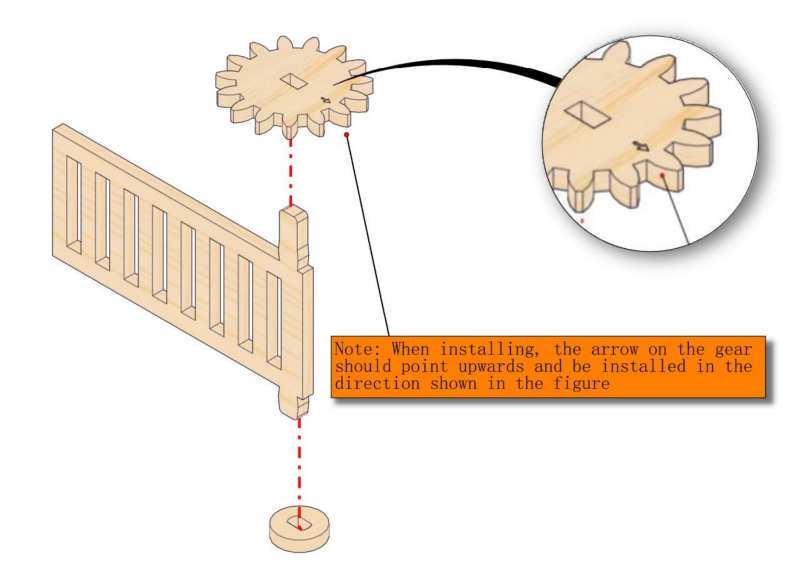 Note: When installing, the arrow on the gear
should point upwards and be installed in the
direction shown in the figure